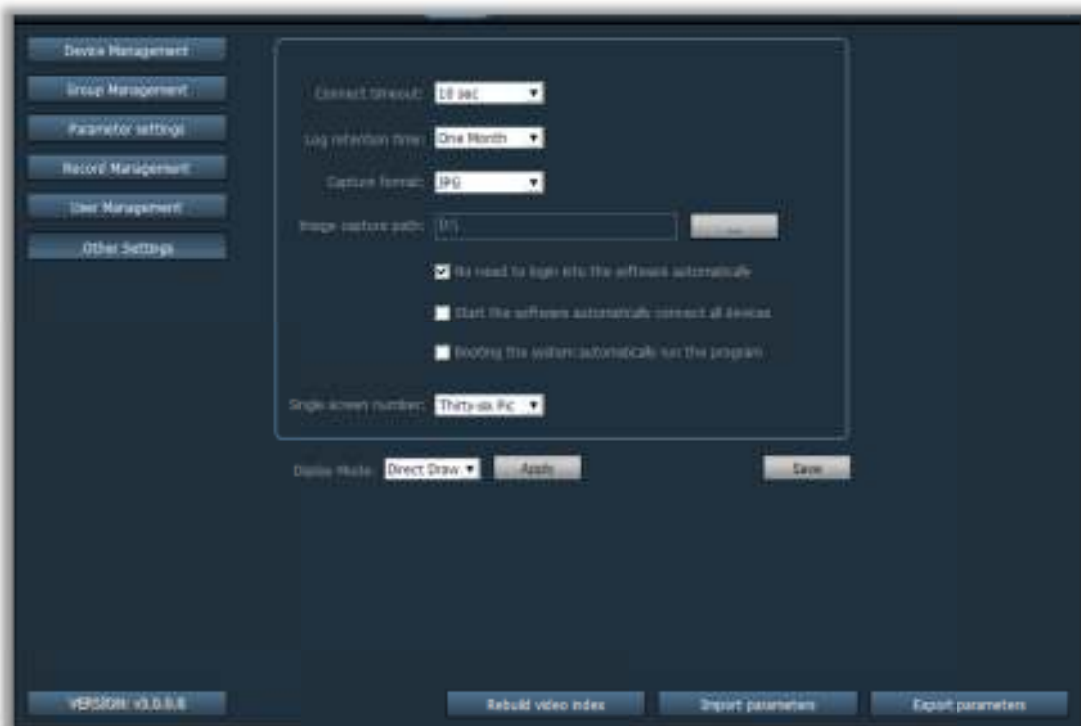 Device Management
Group Management
Parameter settings
Record Management
User Management
Other Settings
Connect timeout: 10 sec
Log retention time: One Month
Capture format: JPG
Image capture path: D:\ ...
No need to login into the software automatically
Start the software automatically connect all devices
Booting the system automatically run the program
Single screen number: Thirty-six Pic
Display Mode: Direct Draw Apply Save
Rebuild video index Import parameters Export parameters